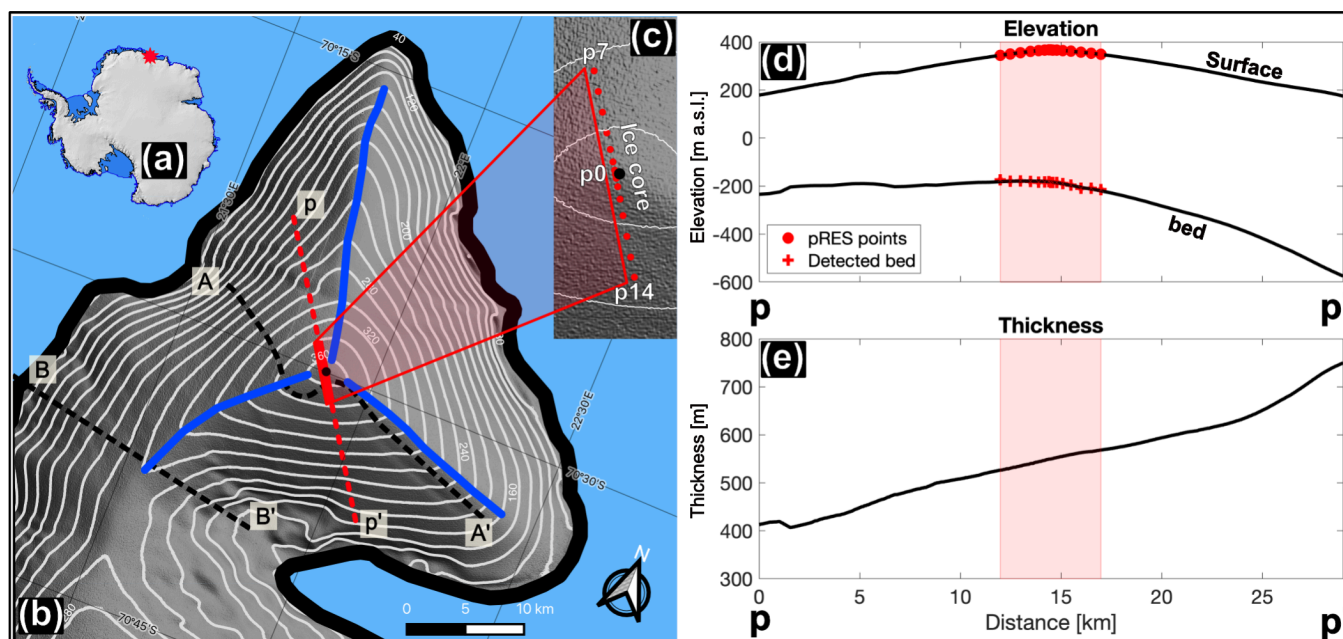 (a)
(b)
40
70°15'S
120
21°30'E
22°E
p
200
A
320
60
B
240
22°30'E
70°30'S
160
B'
p'
A'
280
70°45'S
N
0 5 10 km
(c)
p7
Ice core
p0
p14
(d)
Elevation
400
200
0
-200
-400
-600
Elevation [m a.s.l.]
Surface
bed
pRES points
Detected bed
p p
(e)
Thickness
800
700
600
500
400
300
Thickness [m]
0 5 10 15 20 25
p Distance [km] p